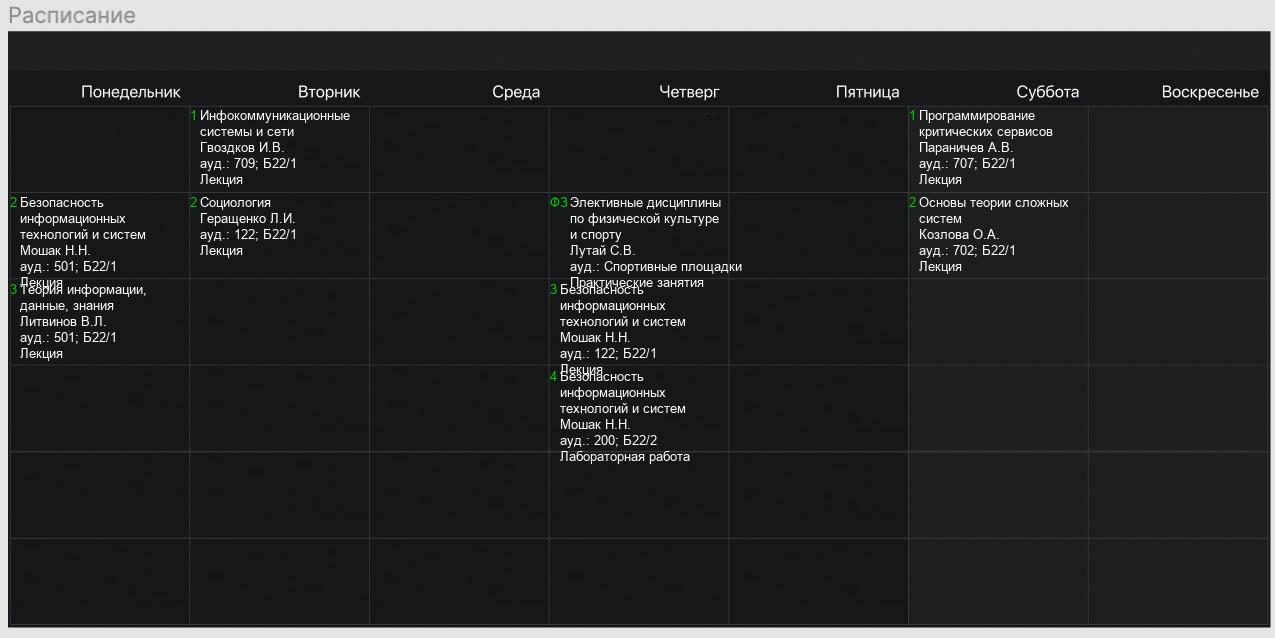 Расписание
Понедельник
Вторник
Среда
Четверг
Пятница
Суббота
Воскресенье
1 Инфокоммуникационные
системы и сети
Гвоздков И.В.
ауд.: 709; Б22/1
Лекция
1 Программирование
критических сервисов
Параничев А.В.
ауд.: 707; Б22/1
Лекция
2 Безопасность
информационных
технологий и систем
Мошак Н.Н.
ауд.: 501; Б22/1
Лекция
2 Социология
Геращенко Л.И.
ауд.: 122; Б22/1
Лекция
Ф3 Элективные дисциплины
по физической культуре
и спорту
Лутай С.В.
ауд.: Спортивные площадки
Практические занятия
2 Основы теории сложных
систем
Козлова О.А.
ауд.: 702; Б22/1
Лекция
3 Теория информации,
данные, знания
Литвинов В.Л.
ауд.: 501; Б22/1
Лекция
3 Безопасность
информационных
технологий и систем
Мошак Н.Н.
ауд.: 122; Б22/1
Лекция
4 Безопасность
информационных
технологий и систем
Мошак Н.Н.
ауд.: 200; Б22/2
Лабораторная работа